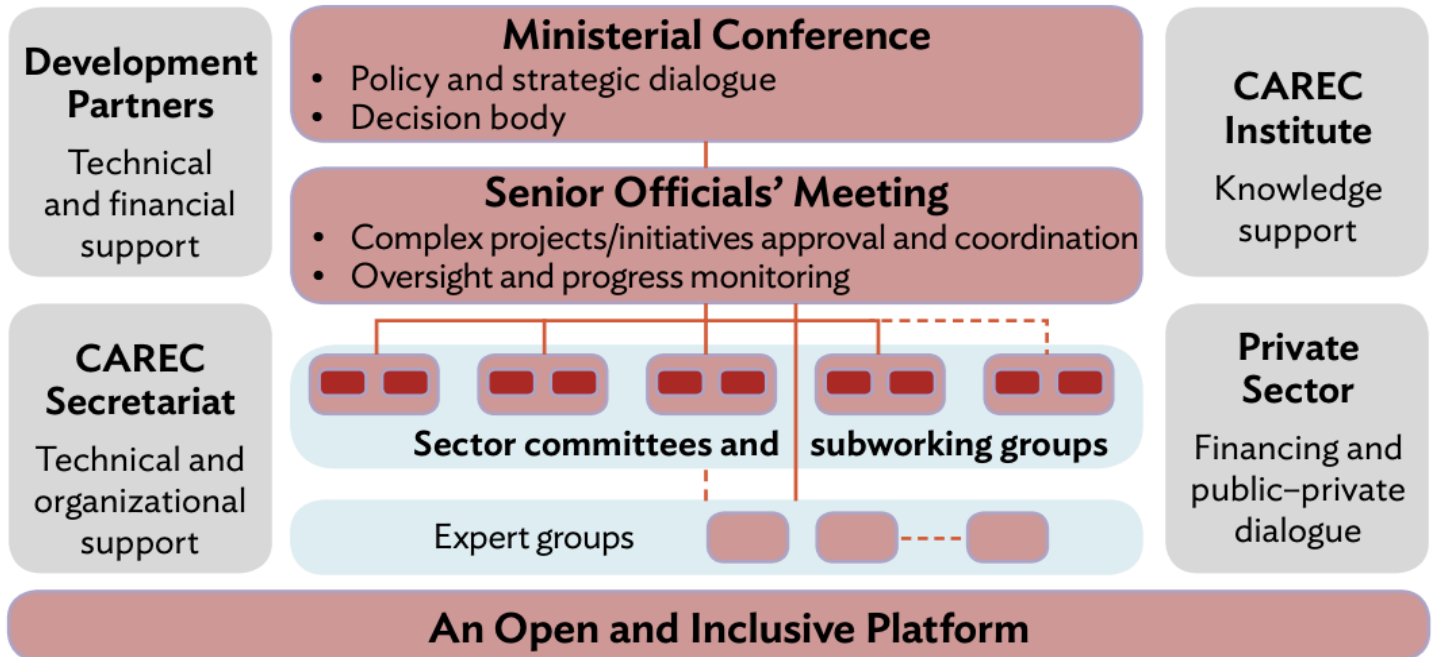 Development
Partners
Technical
and financial
support
Ministerial Conference
• Policy and strategic dialogue
• Decision body
CAREC
Institute
Knowledge
support
Senior Officials’ Meeting
• Complex projects/initiatives approval and coordination
• Oversight and progress monitoring
CAREC
Secretariat
Technical and
organizational
support
Sector committees and subworking groups
Expert groups
Private
Sector
Financing and
public–private
dialogue
An Open and Inclusive Platform